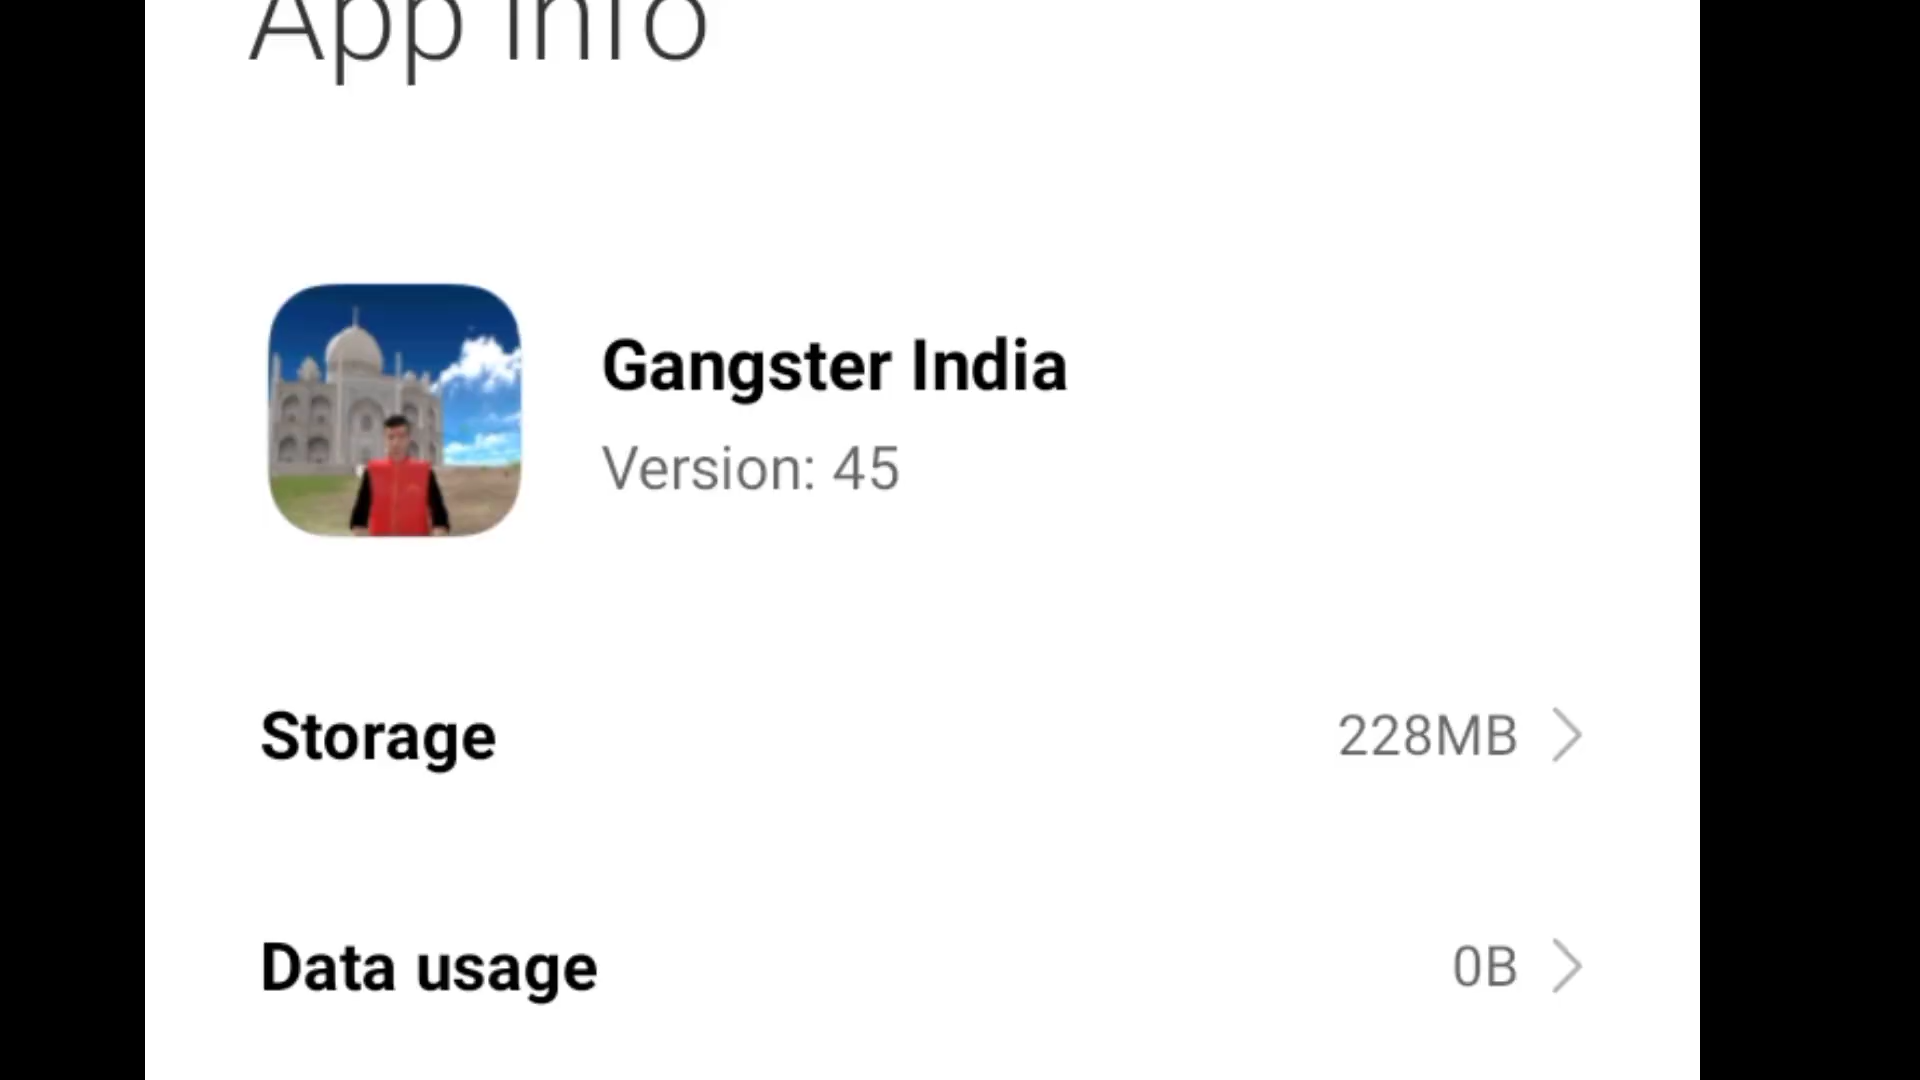 App info
Gangster India
Version: 45
Storage 228MB
Data usage 0B